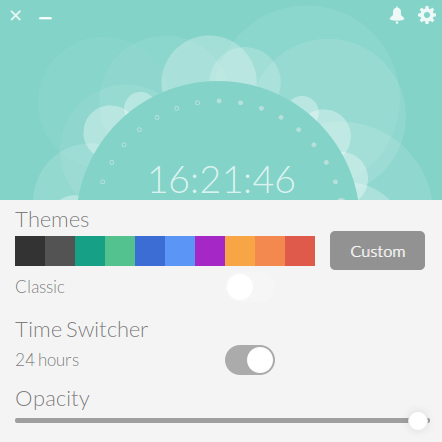 16:21:46
Themes
Custom
Classic
Time Switcher
24 hours
Opacity